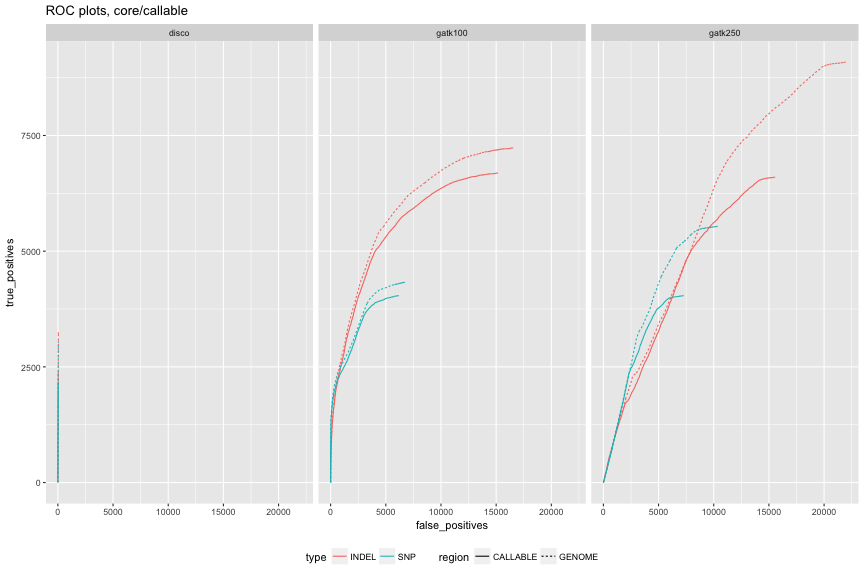 ROC plots, core/callable
disco gatk100 gatk250
7500
5000
2500
0
true_positives
0 5000 10000 15000 20000 0 5000 10000 15000 20000 0 5000 10000 15000 20000
false_positives
type INDEL SNP region CALLABLE GENOME